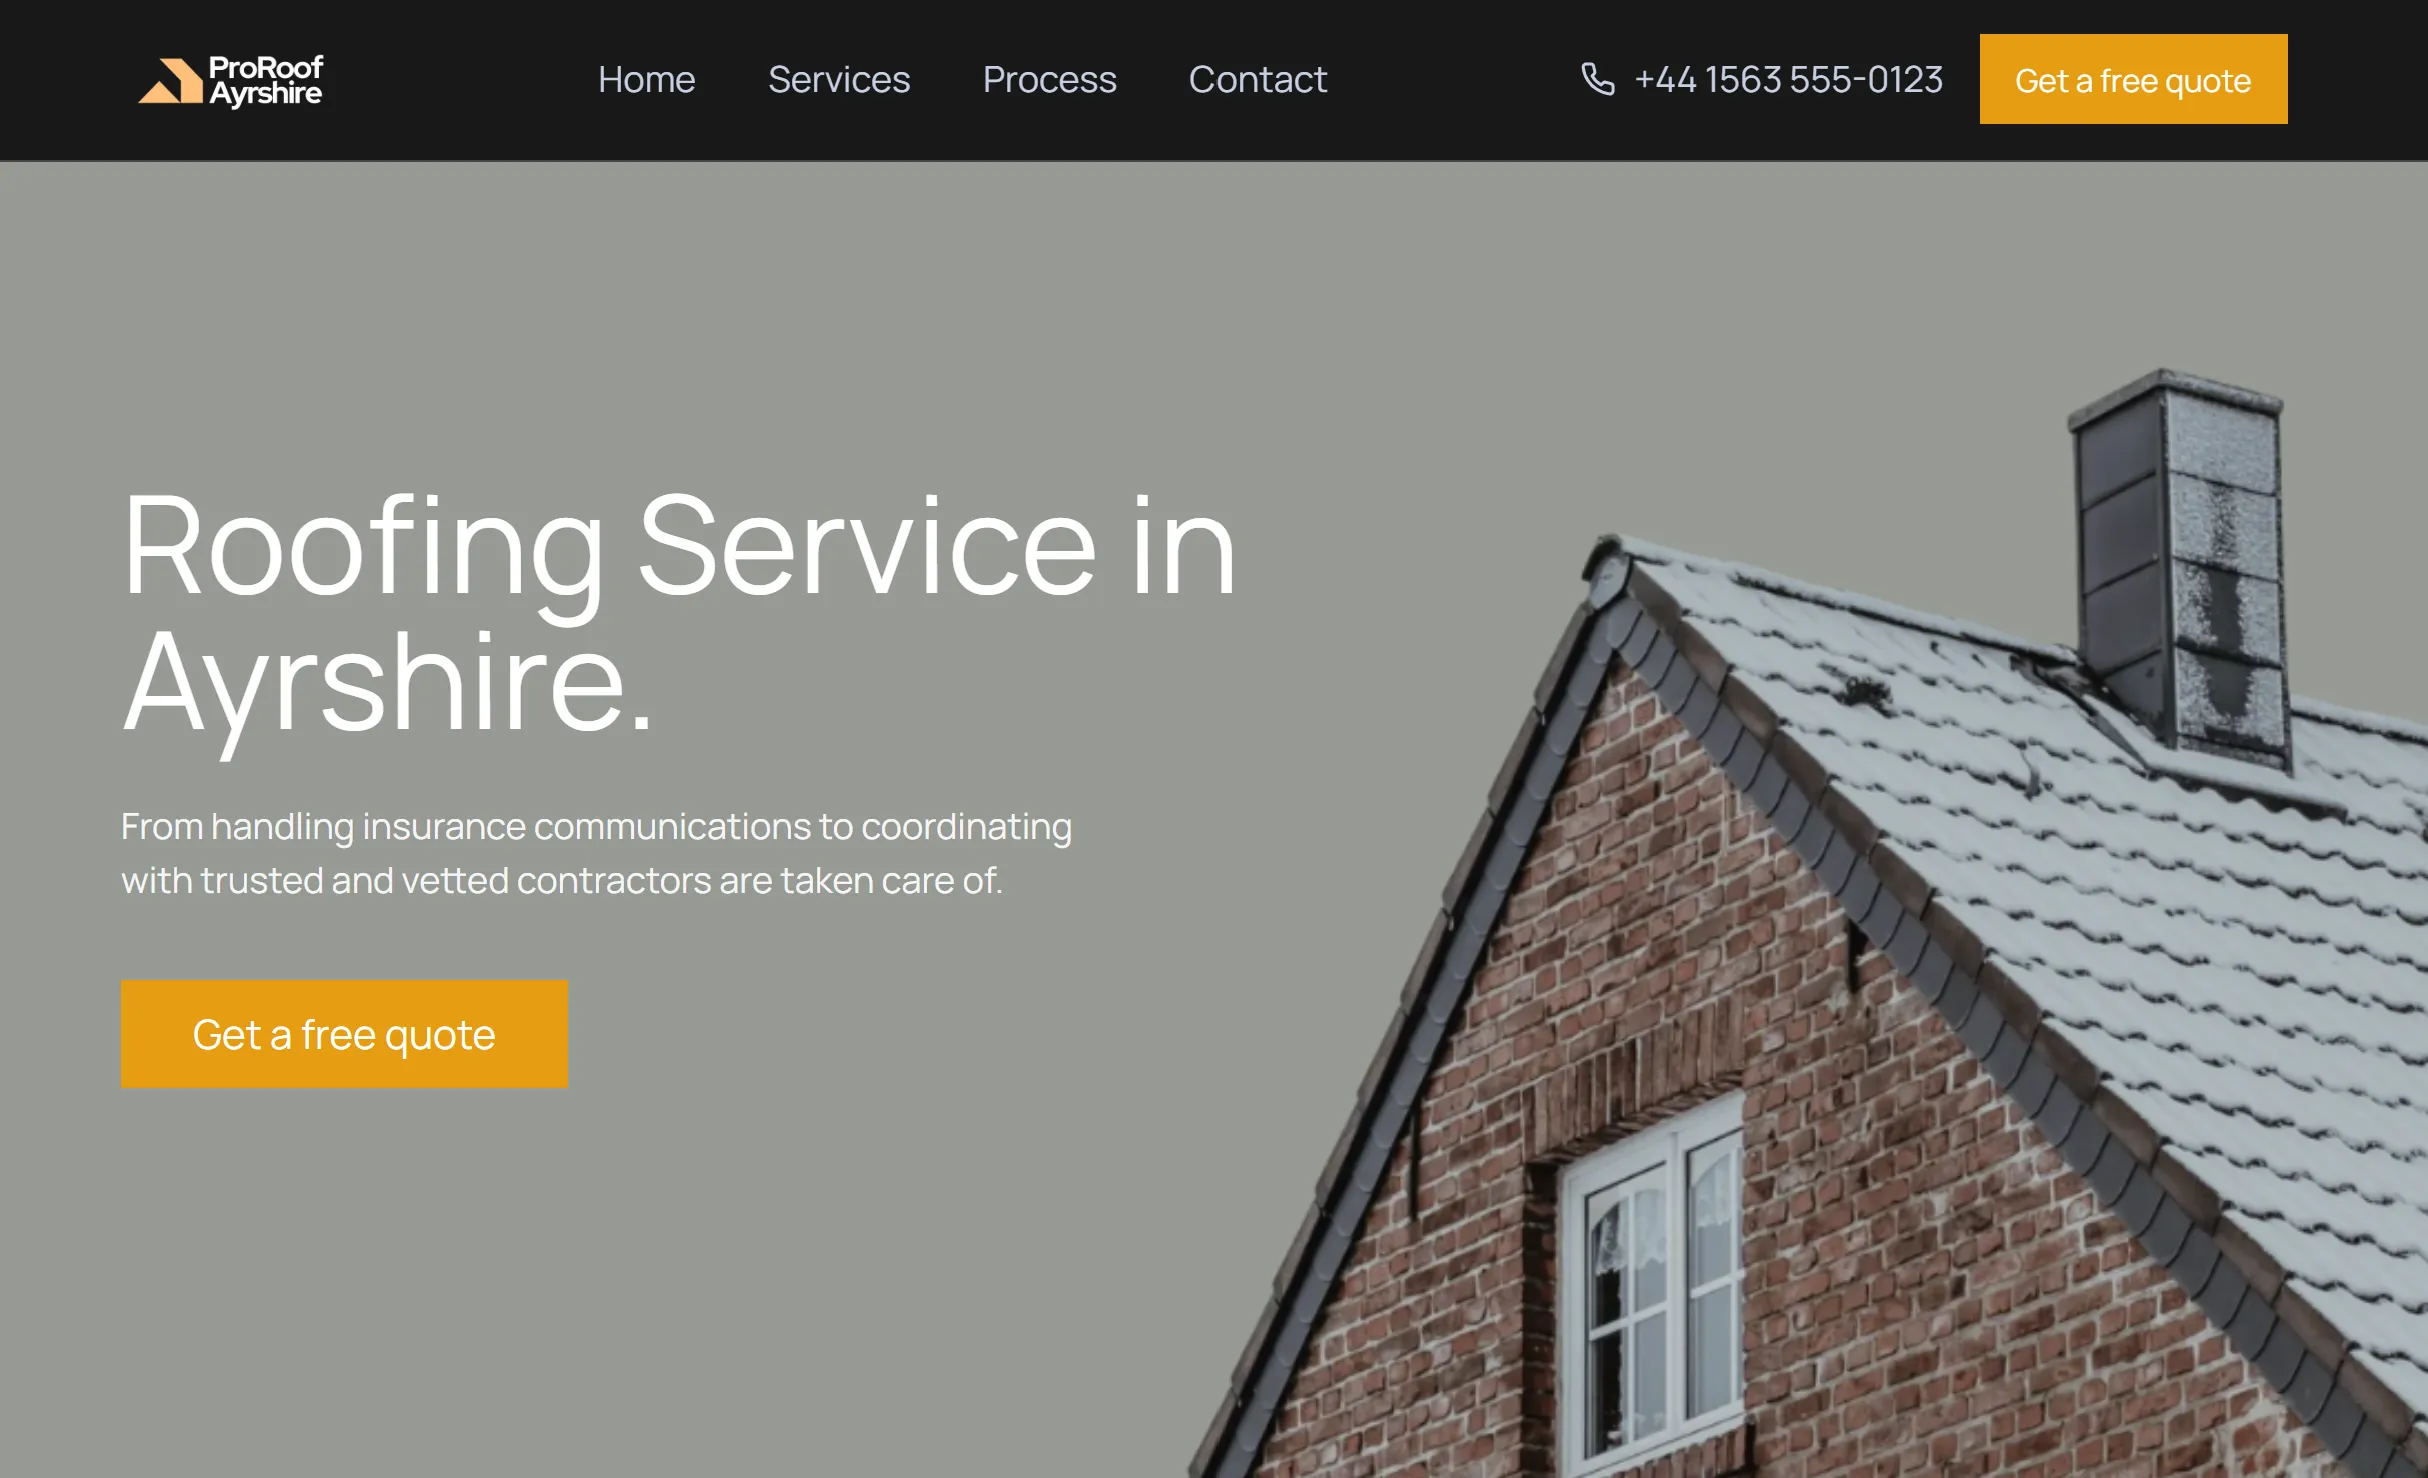 ProRoof
Ayrshire
Home
Services
Process
Contact
+44 1563 555-0123
Get a free quote
Roofing Service in
Ayrshire.
From handling insurance communications to coordinating
with trusted and vetted contractors are taken care of.
Get a free quote